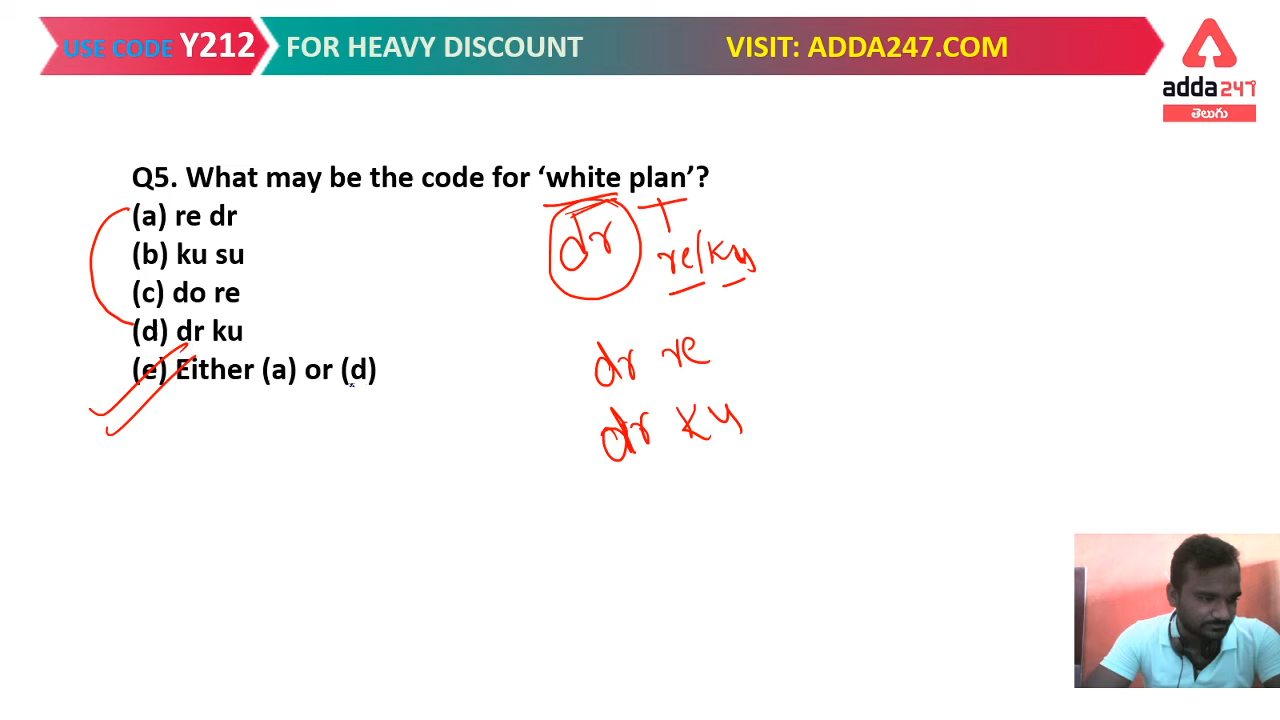 USE CODE Y212 FOR HEAVY DISCOUNT VISIT: ADDA247.COM
adda247
తెలుగు
Q5. What may be the code for ‘white plan’?
(a) re dr
(b) ku su
(c) do re
(d) dr ku
(e) Either (a) or (d)
dr re/ku
dr re
dr ku